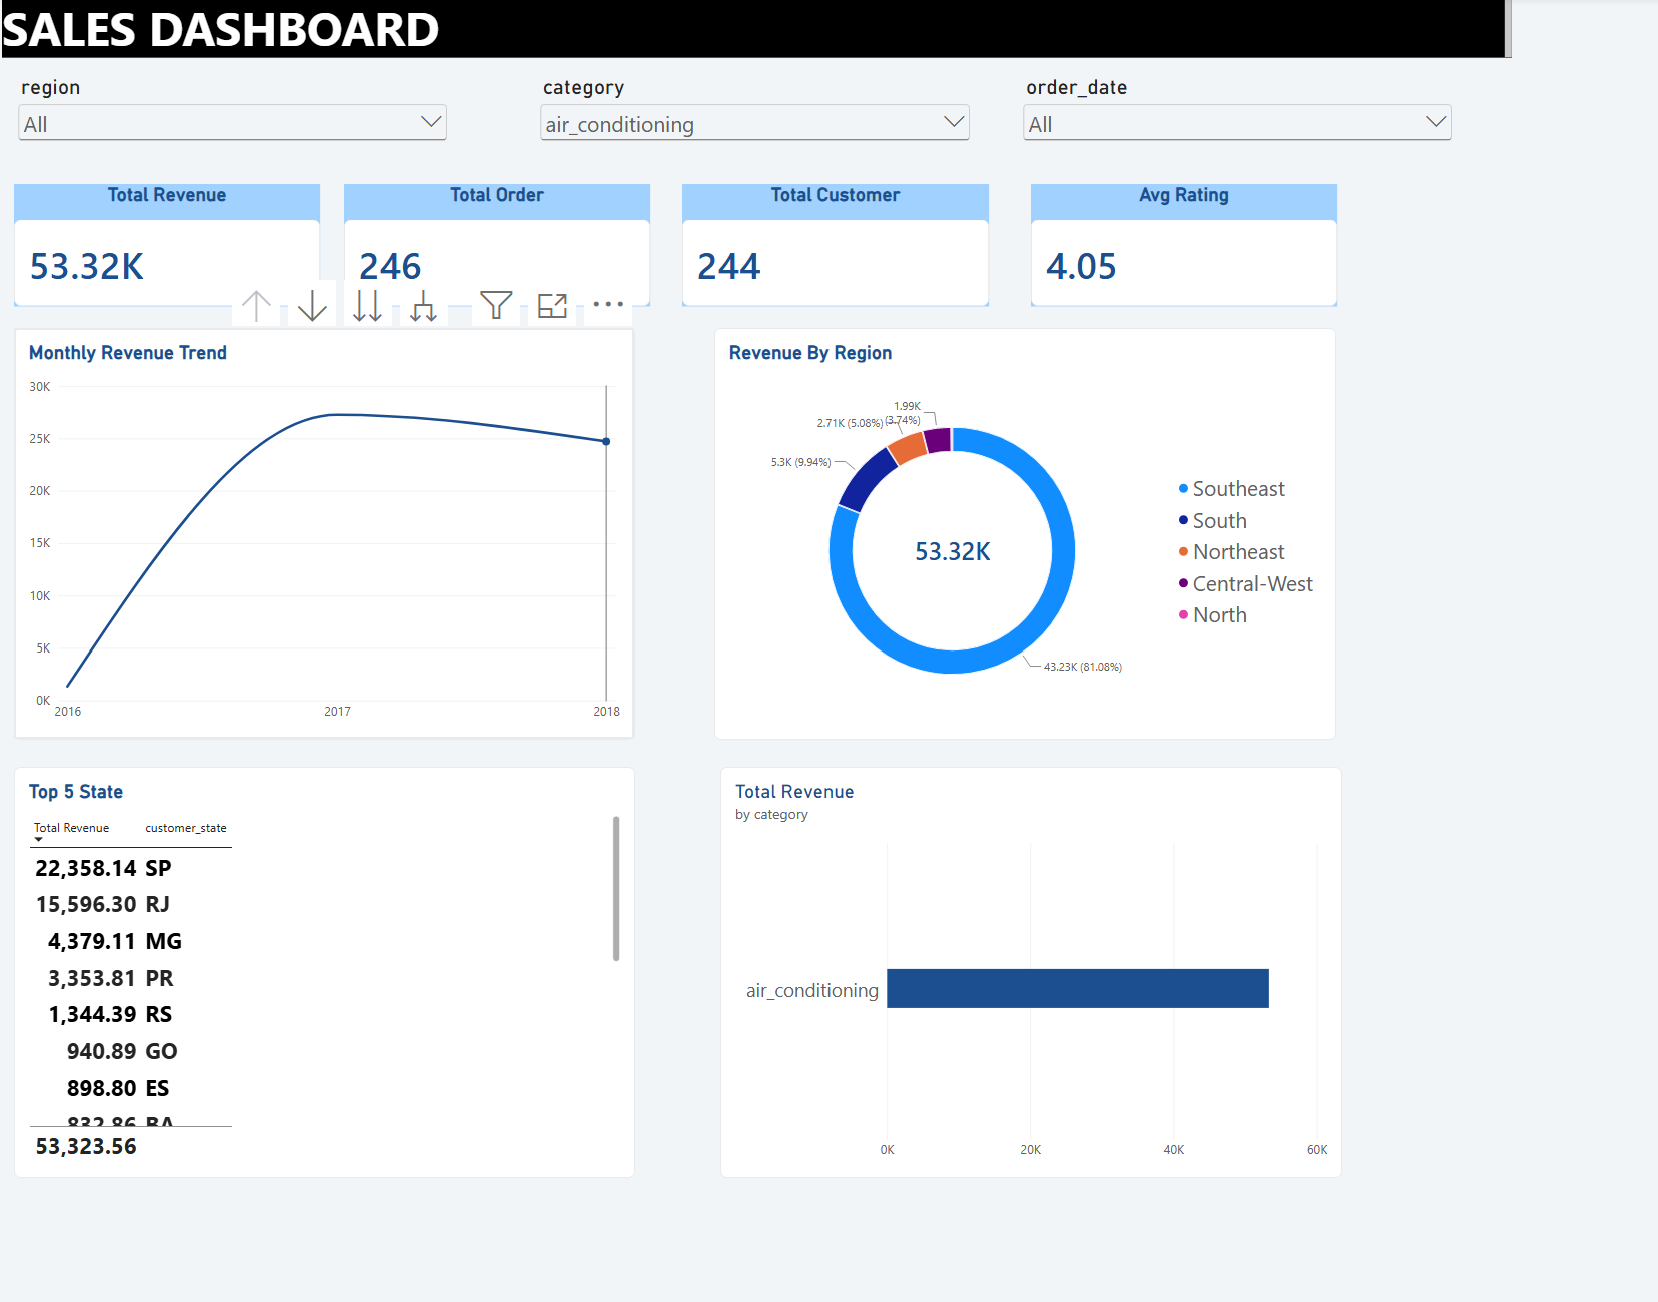 SALES DASHBOARD
region
All
category
air_conditioning
order_date
All
Total Revenue
53.32K
Total Order
246
Total Customer
244
Avg Rating
4.05
Monthly Revenue Trend
30K
25K
20K
15K
10K
5K
0K
2016
2017
2018
Revenue By Region
1.99K
(3.74%)
2.71K (5.08%)
5.3K (9.94%)
53.32K
43.23K (81.08%)
Southeast
South
Northeast
Central-West
North
Top 5 State
Total Revenue customer_state
22,358.14 SP
15,596.30 RJ
4,379.11 MG
3,353.81 PR
1,344.39 RS
940.89 GO
898.80 ES
832.86 BA
53,323.56
Total Revenue
by category
air_conditioning
0K
20K
40K
60K